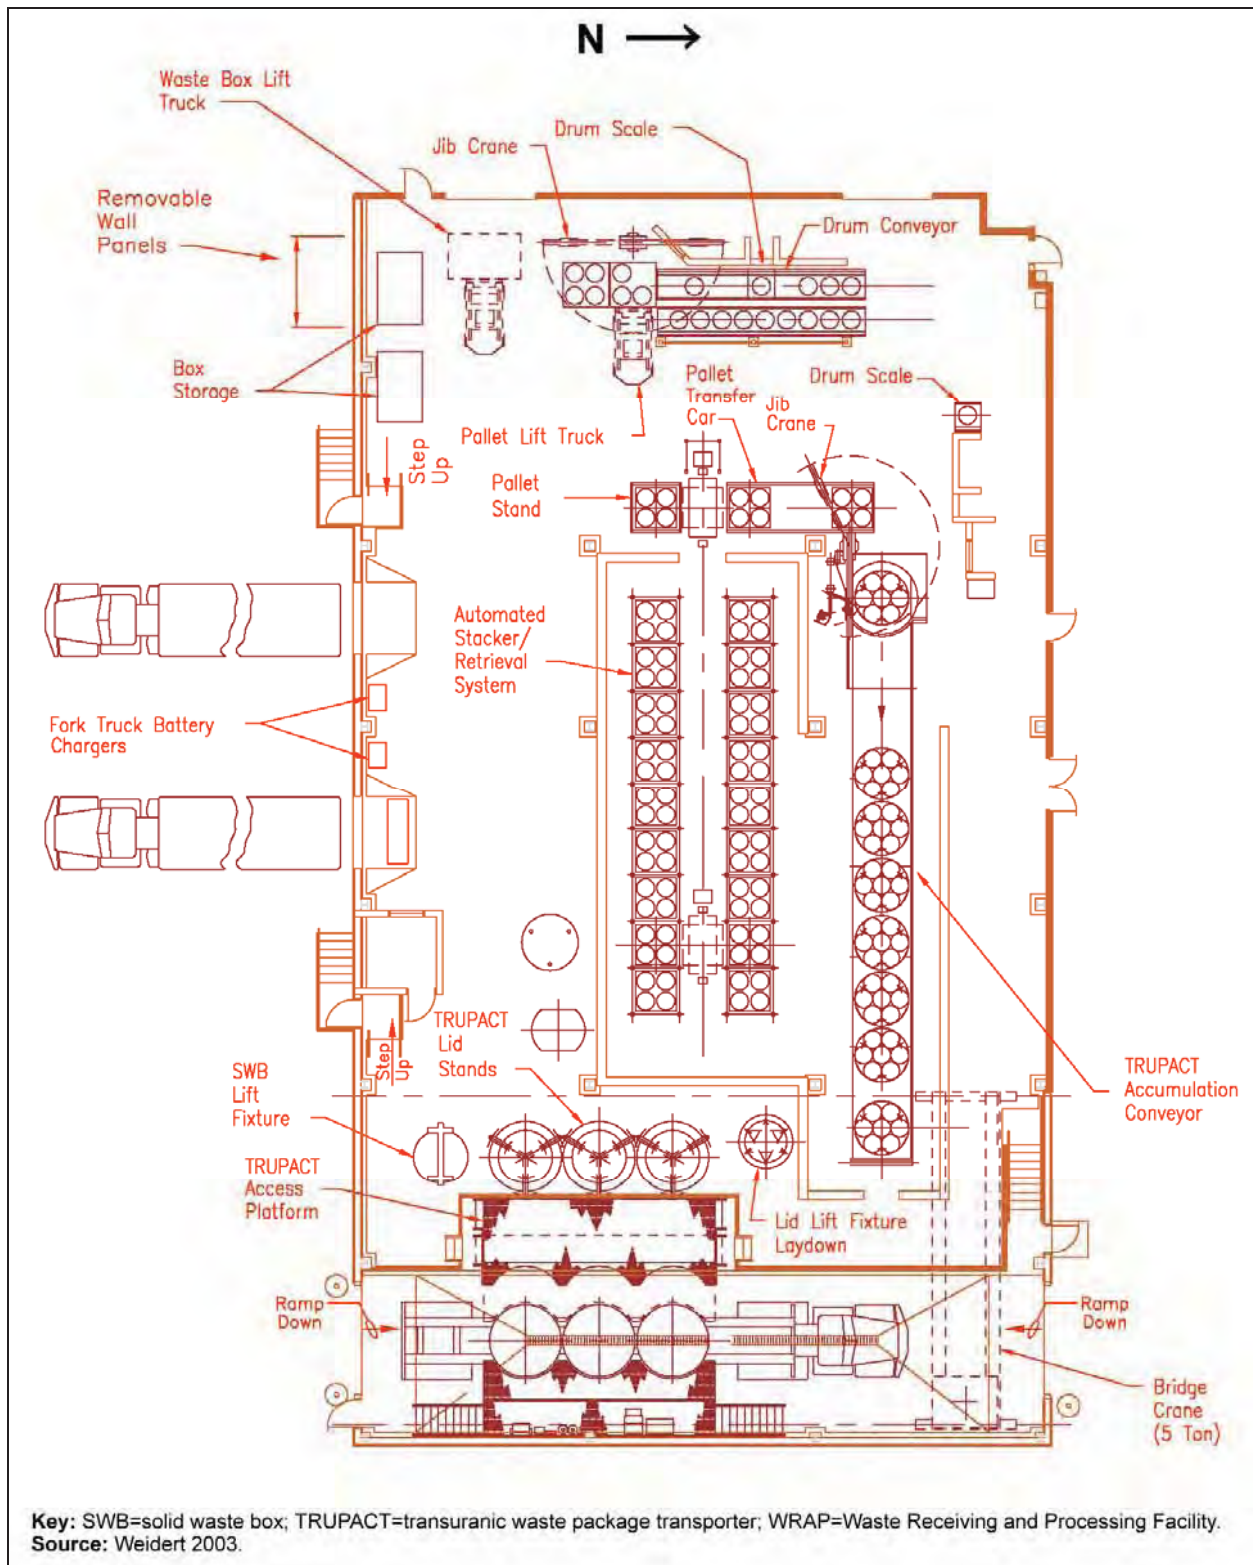 N
Waste Box Lift
Truck
Jib Crane
Drum Scale
Removable
Wall
Panels
Drum Conveyor
Box
Storage
Pallet
Transfer
Car
Jib
Crane
Drum Scale
Pallet Lift Truck
Step
Up
Pallet
Stand
Automated
Stacker/
Retrieval
System
Fork Truck Battery
Chargers
TRUPACT
Lid
Stands
Step
Up
SWB
Lift
Fixture
TRUPACT
Accumulation
Conveyor
TRUPACT
Access
Platform
Lid Lift Fixture
Laydown
Ramp
Down
Ramp
Down
Bridge
Crane
(5 Ton)
Key: SWB=solid waste box; TRUPACT=transuranic waste package transporter; WRAP=Waste Receiving and Processing Facility.
Source: Weidert 2003.